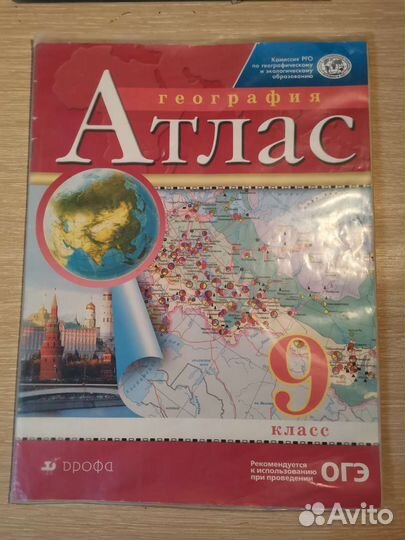 Комиссия РГО
по географическому
и экологическому
образованию
география
Атлас
9
класс
дрофа
Рекомендуется
к использованию
при проведении
ОГЭ
Avito